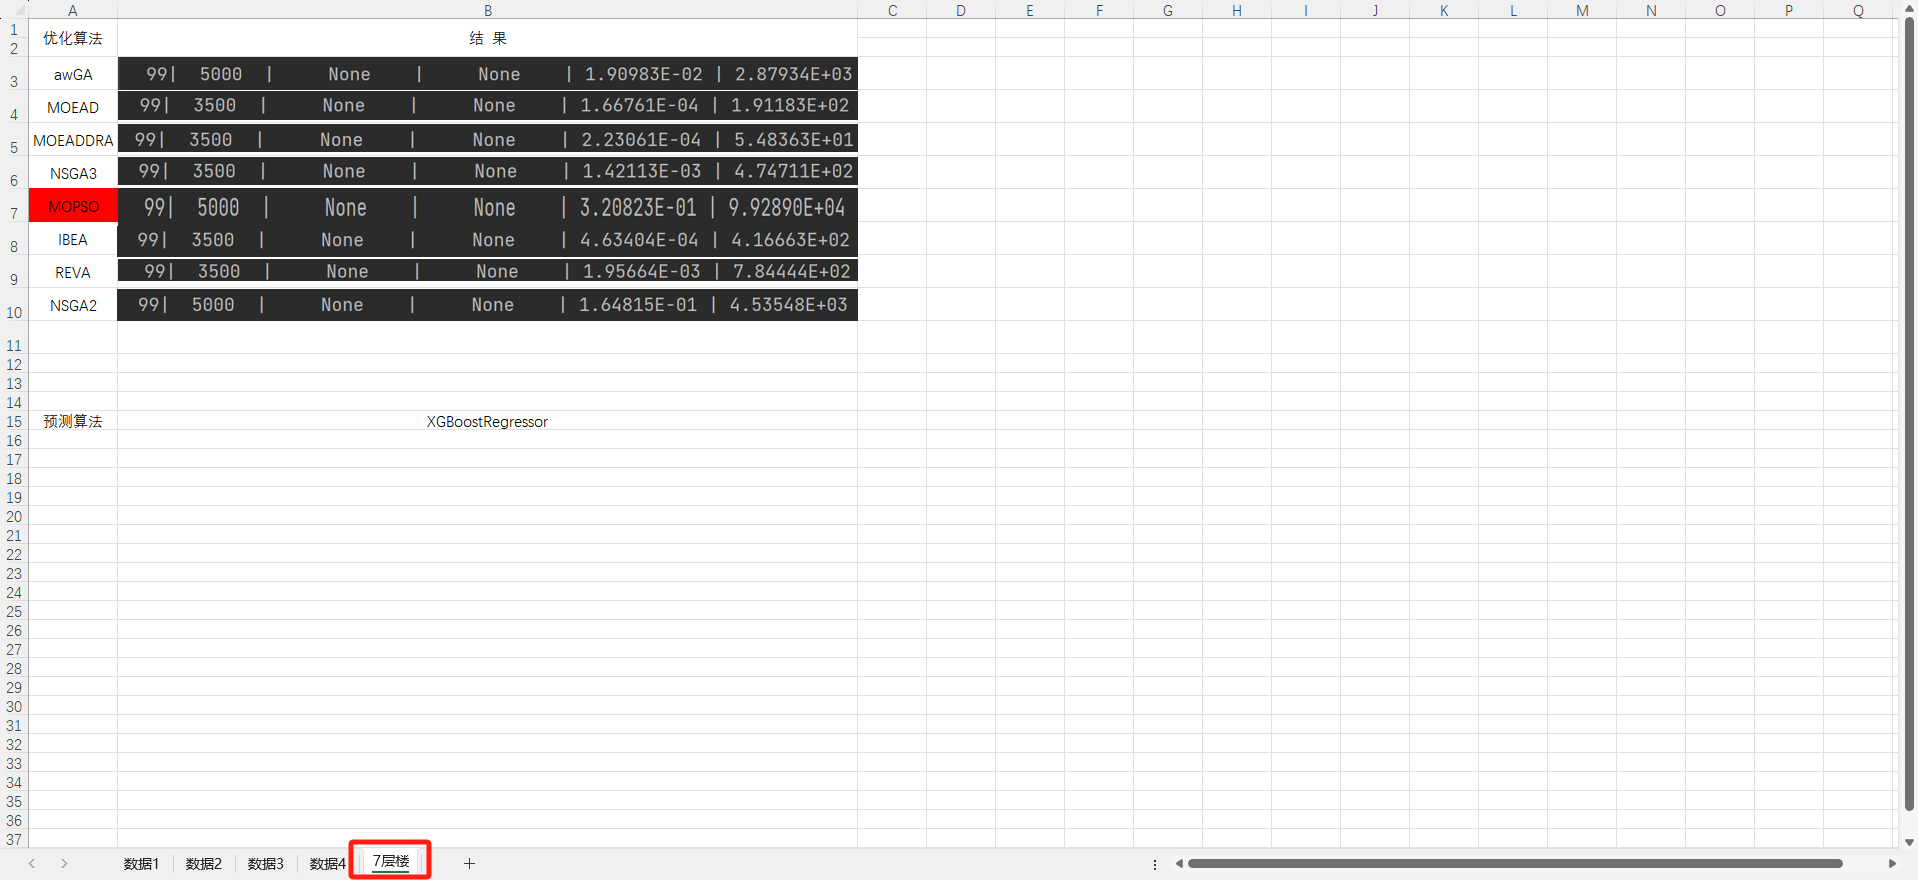 A B C D E F G H I J K L M N O P Q
1 优化算法 结 果
2
3 awGA 99| 5000 | None | None | 1.90983E-02 | 2.87934E+03
4 MOEAD 99| 3500 | None | None | 1.66761E-04 | 1.91183E+02
5 MOEADDRA 99| 3500 | None | None | 2.23061E-04 | 5.48363E+01
6 NSGA3 99| 3500 | None | None | 1.42113E-03 | 4.74711E+02
7 MOPSO 99| 5000 | None | None | 3.20823E-01 | 9.92890E+04
8 IBEA 99| 3500 | None | None | 4.63404E-04 | 4.16663E+02
9 REVA 99| 3500 | None | None | 1.95664E-03 | 7.84444E+02
10 NSGA2 99| 5000 | None | None | 1.64815E-01 | 4.53548E+03
11
12
13
14
15 预测算法 XGBoostRegressor
16
17
18
19
20
21
22
23
24
25
26
27
28
29
30
31
32
33
34
35
36
37
数据1 数据2 数据3 数据4 7层楼 +